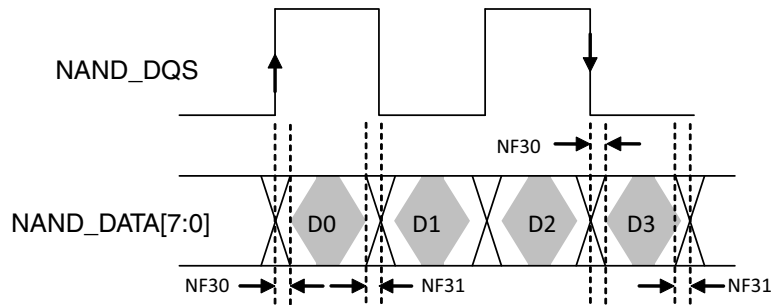 NAND_DQS
NF30
NAND_DATA[7:0]
D0
D1
D2
D3
NF30
NF31
NF31